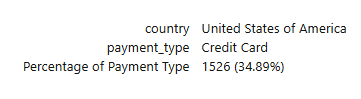 country United States of America
payment_type Credit Card
Percentage of Payment Type 1526 (34.89%)